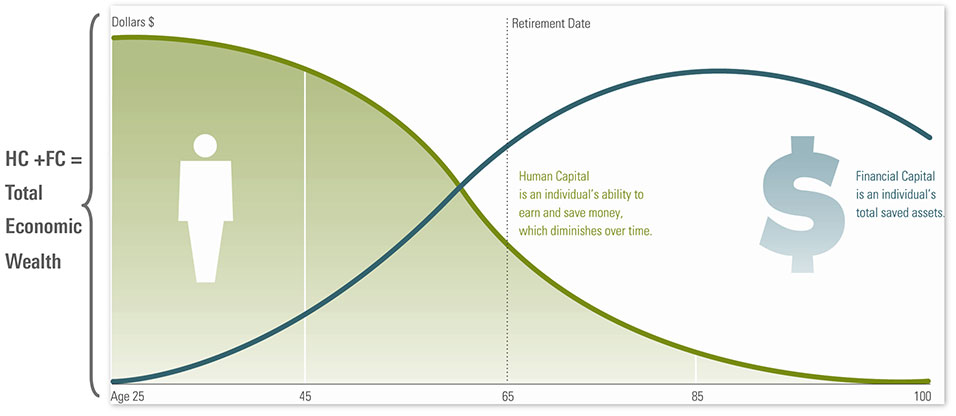 Dollars $
Retirement Date
HC +FC =
Total
Economic
Wealth
Human Capital
is an individual's ability to
earn and save money,
which diminishes over time.
$
Financial Capital
is an individual's
total saved assets.
Age 25
45
65
85
100